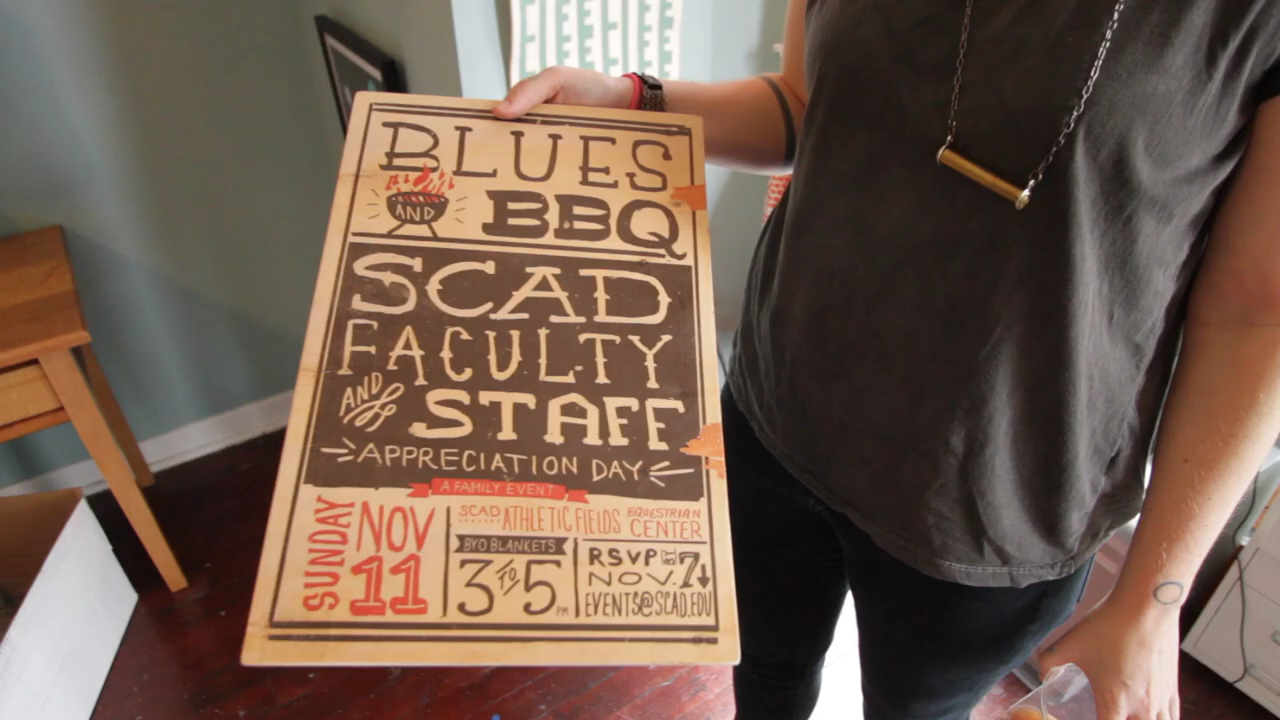 BLUES
AND BBQ
SCAD
FACULTY
AND STAFF
APPRECIATION DAY
A FAMILY EVENT
SUNDAY
NOV
11
SCAD ATHLETIC FIELDS EQUESTRIAN CENTER
BYO BLANKETS
3 TO 5 PM
RSVP BY
NOV. 7
EVENTS@SCAD.EDU